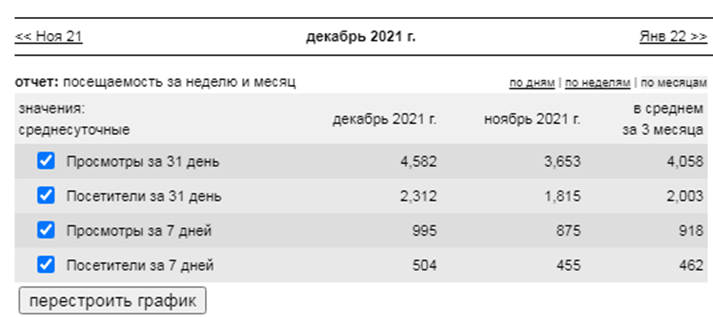 << Ноя 21 декабрь 2021 г. Янв 22 >>
отчет: посещаемость за неделю и месяц по дням | по неделям | по месяцам
значения:
среднесуточные декабрь 2021 г. ноябрь 2021 г. в среднем
за 3 месяца
Просмотры за 31 день 4,582 3,653 4,058
Посетители за 31 день 2,312 1,815 2,003
Просмотры за 7 дней 995 875 918
Посетители за 7 дней 504 455 462
перестроить график